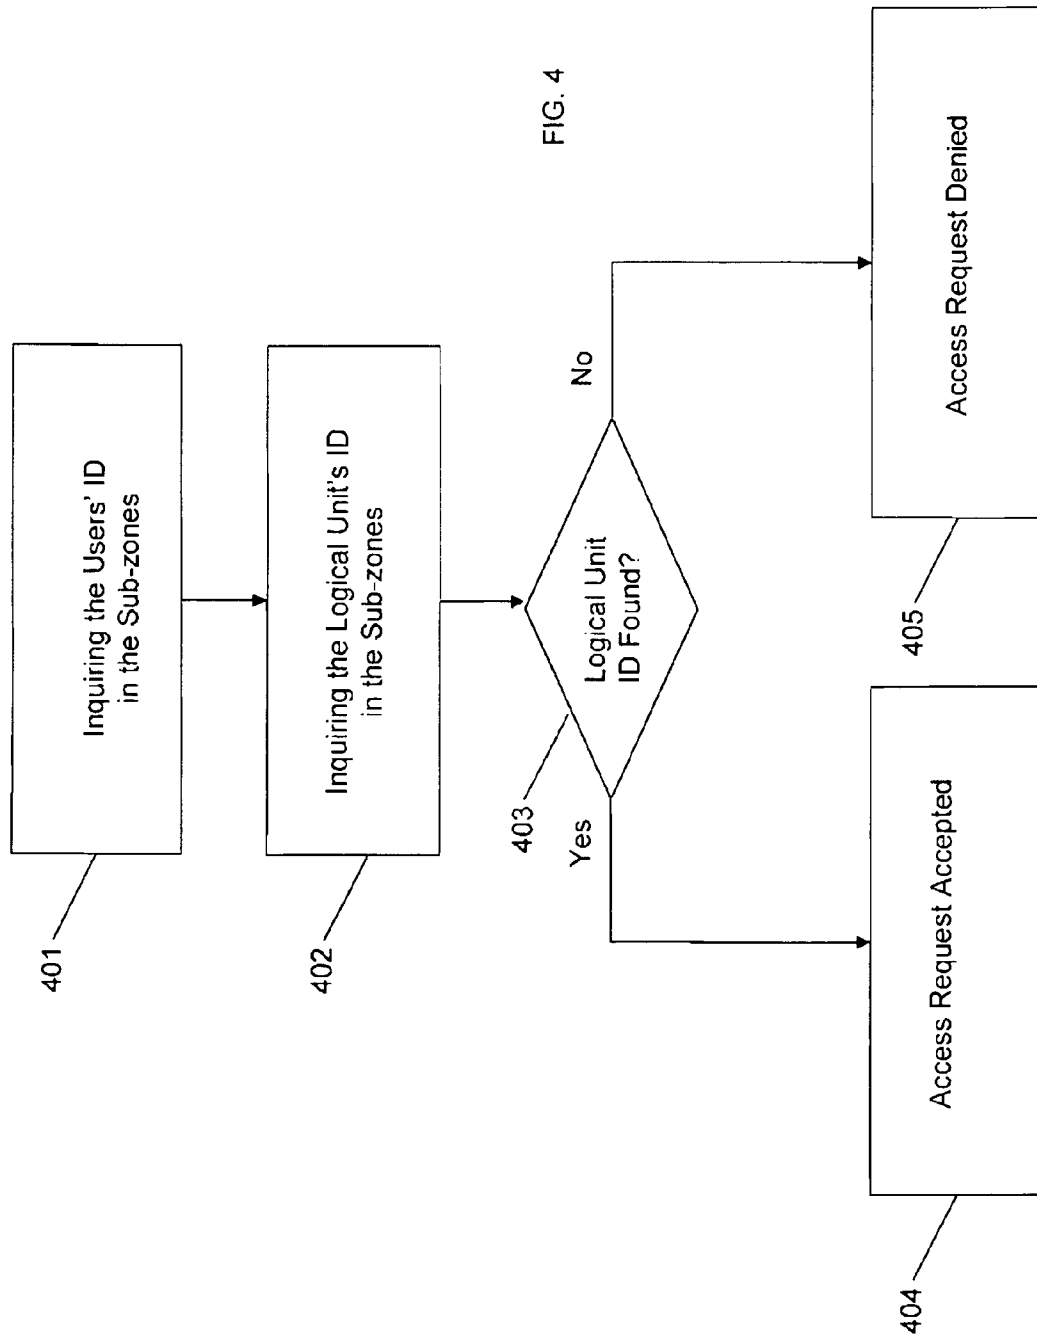 401
Inquiring the Users' ID
in the Sub-zones
402
Inquiring the Logical Unit's ID
in the Sub-zones
403
Logical Unit
ID Found?
Yes
No
FIG. 4
404
Access Request Accepted
405
Access Request Denied